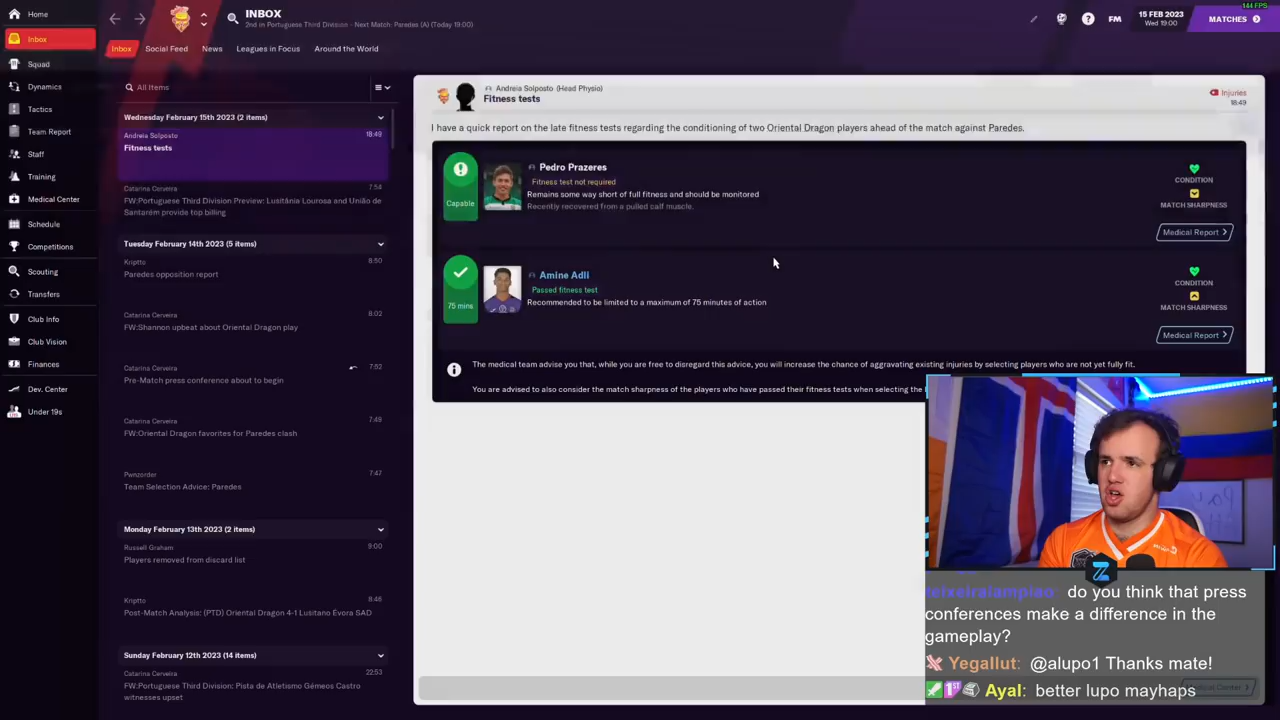 144 FPS
Home
Inbox
Squad
Dynamics
Tactics
Team Report
Staff
Training
Medical Center
Schedule
Competitions
Scouting
Transfers
Club Info
Club Vision
Finances
Dev. Center
Under 19s
INBOX
2nd in Portuguese Third Division - Next Match: Paredes (A) (Today 19:00)
FM
15 FEB 2023
Wed 19:00
MATCHES
Inbox
Social Feed
News
Leagues in Focus
Around the World
All Items
Wednesday February 15th 2023 (2 items)
Andreia Solposto
18:49
Fitness tests
Catarina Cerveira
7:54
FW:Portuguese Third Division Preview: Lusitânia Lourosa and União de
Santarém provide top billing
Tuesday February 14th 2023 (5 items)
Kriptto
8:50
Paredes opposition report
Catarina Cerveira
8:02
FW:Shannon upbeat about Oriental Dragon play
Catarina Cerveira
7:52
Pre-Match press conference about to begin
Catarina Cerveira
7:49
FW:Oriental Dragon favorites for Paredes clash
Pwnzorder
7:47
Team Selection Advice: Paredes
Monday February 13th 2023 (2 items)
Russell Graham
9:00
Players removed from discard list
Kriptto
8:46
Post-Match Analysis: (PTD) Oriental Dragon 4-1 Lusitano Évora SAD
Sunday February 12th 2023 (14 items)
Catarina Cerveira
22:53
FW:Portuguese Third Division: Pista de Atletismo Gémeos Castro
witnesses upset
Andreia Solposto (Head Physio)
Fitness tests
Injuries
18:49
I have a quick report on the late fitness tests regarding the conditioning of two Oriental Dragon players ahead of the match against Paredes.
Capable
Pedro Prazeres
Fitness test not required
Remains some way short of full fitness and should be monitored
Recently recovered from a pulled calf muscle.
CONDITION
MATCH SHARPNESS
Medical Report
75 mins
Amine Adli
Passed fitness test
Recommended to be limited to a maximum of 75 minutes of action
CONDITION
MATCH SHARPNESS
Medical Report
The medical team advise you that, while you are free to disregard this advice, you will increase the chance of aggravating existing injuries by selecting players who are not yet fully fit.
You are advised to also consider the match sharpness of the players who have passed their fitness tests when selecting the
teixeiralampiao: do you think that press
conferences make a difference in the
gameplay?
Yegallut: @alupo1 Thanks mate!
Ayal: better lupo mayhaps
Medical Center